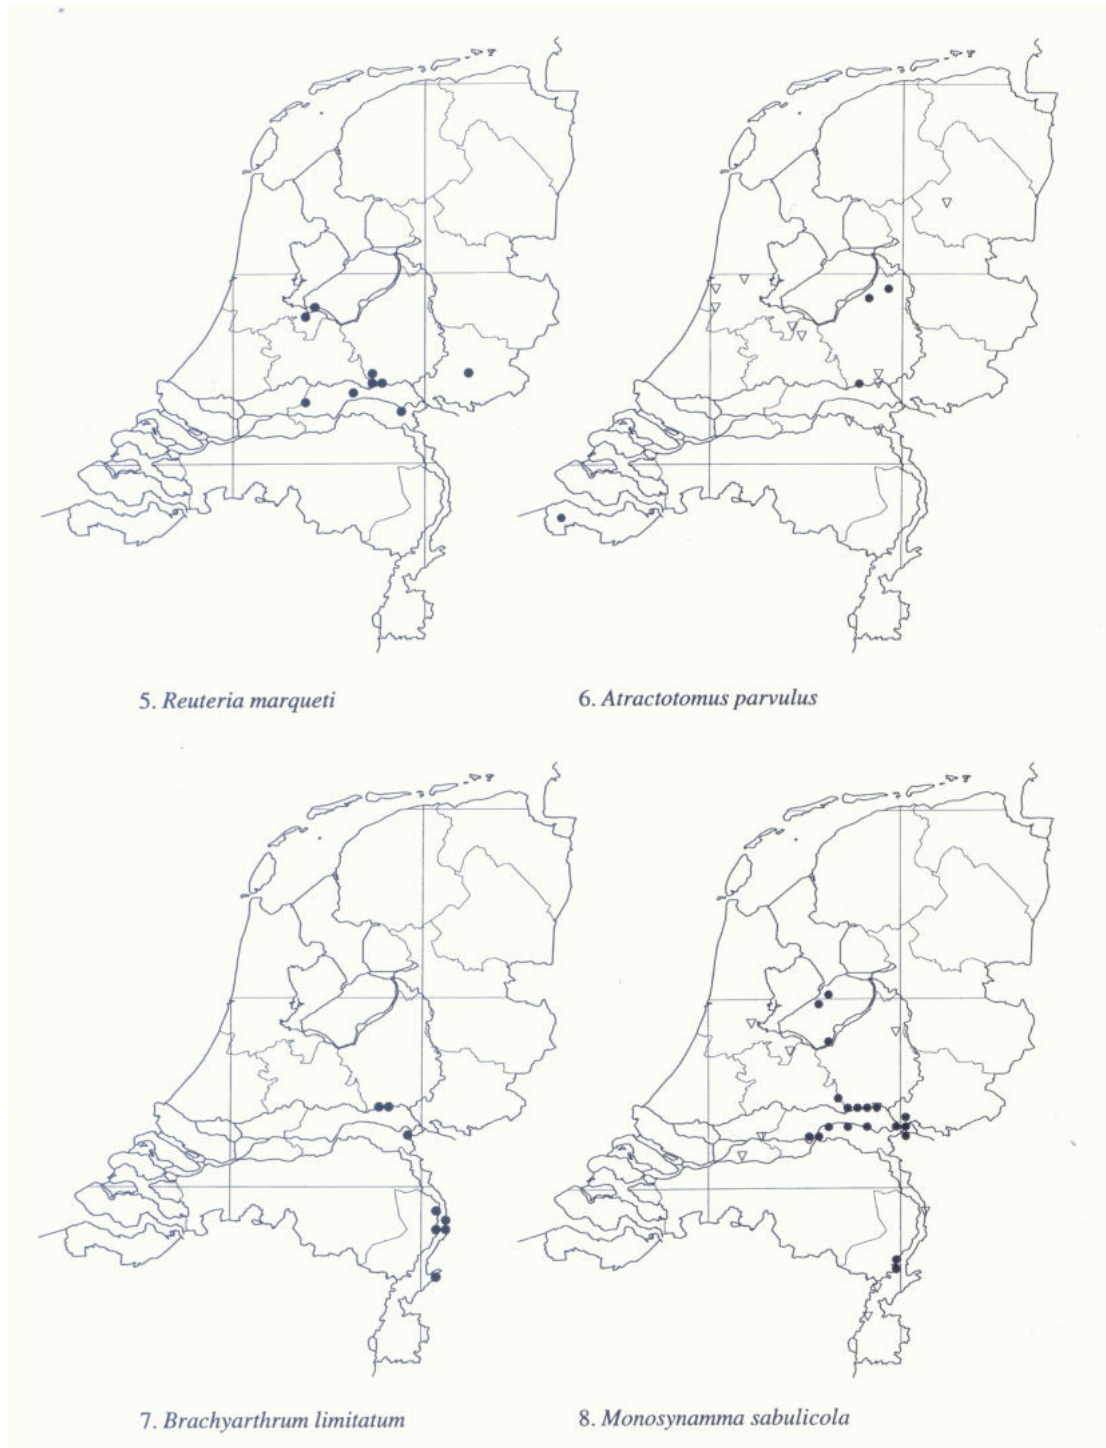 5. Reuteria marqueti
6. Atractotomus parvulus
7. Brachyarthrum limitatum
8. Monosynamma sabulicola